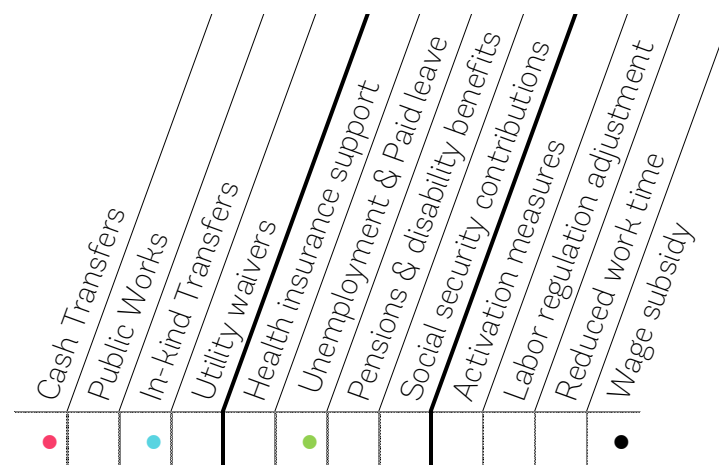 Cash Transfers
Public Works
In-kind Transfers
Utility waivers
Health insurance support
Unemployment & Paid leave
Pensions & disability benefits
Social security contributions
Activation measures
Labor regulation adjustment
Reduced work time
Wage subsidy